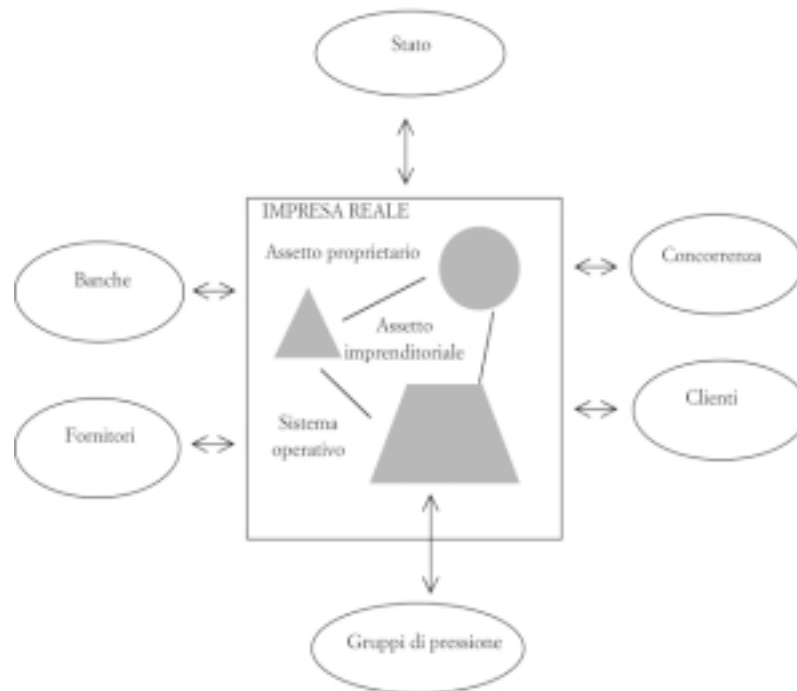 Stato
IMPRESA REALE
Assetto proprietario
Concorrenza
Banche
Assetto
imprenditoriale
Clienti
Fornitori
Sistema
operativo
Gruppi di pressione